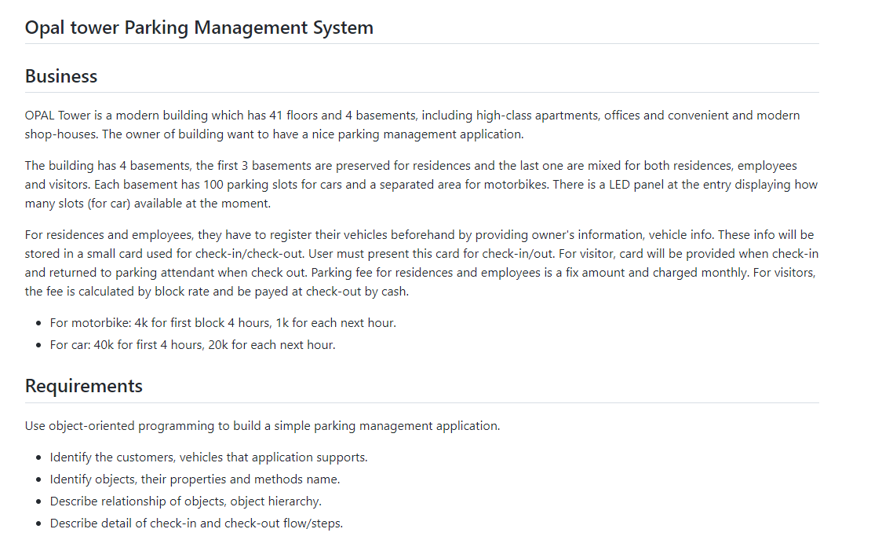 Opal tower Parking Management System
Business
OPAL Tower is a modern building which has 41 floors and 4 basements, including high-class apartments, offices and convenient and modern
shop-houses. The owner of building want to have a nice parking management application.
The building has 4 basements, the first 3 basements are preserved for residences and the last one are mixed for both residences, employees
and visitors. Each basement has 100 parking slots for cars and a separated area for motorbikes. There is a LED panel at the entry displaying how
many slots (for car) available at the moment.
For residences and employees, they have to register their vehicles beforehand by providing owner's information, vehicle info. These info will be
stored in a small card used for check-in/check-out. User must present this card for check-in/out. For visitor, card will be provided when check-in
and returned to parking attendant when check out. Parking fee for residences and employees is a fix amount and charged monthly. For visitors,
the fee is calculated by block rate and be payed at check-out by cash.
• For motorbike: 4k for first block 4 hours, 1k for each next hour.
• For car: 40k for first 4 hours, 20k for each next hour.
Requirements
Use object-oriented programming to build a simple parking management application.
• Identify the customers, vehicles that application supports.
• Identify objects, their properties and methods name.
• Describe relationship of objects, object hierarchy.
• Describe detail of check-in and check-out flow/steps.